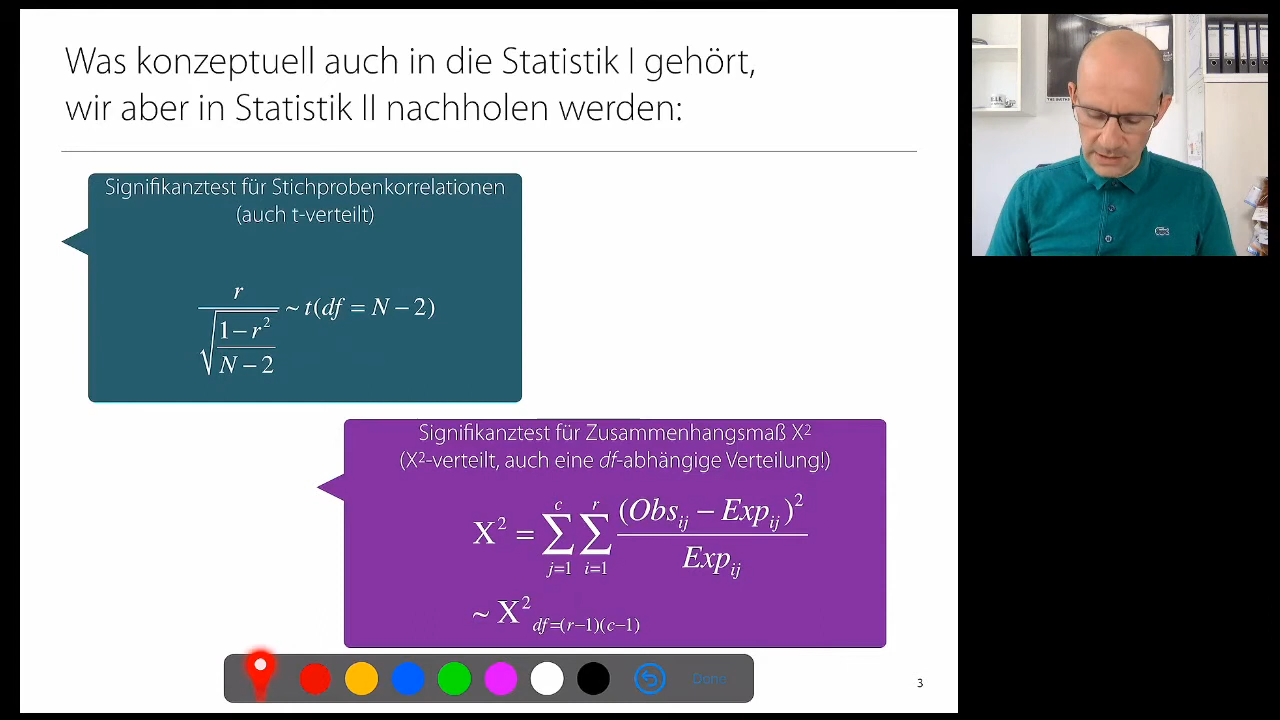 Was konzeptuell auch in die Statistik I gehört,
wir aber in Statistik II nachholen werden:
Signifikanztest für Stichprobenkorrelationen
(auch t-verteilt)
r / √((1 − r²) / (N − 2)) ~ t(df = N − 2)
Signifikanztest für Zusammenhangsmaß X²
(X²-verteilt, auch eine df-abhängige Verteilung!)
X² = ∑_{j=1}^{c} ∑_{i=1}^{r} (Obs_ij − Exp_ij)² / Exp_ij
~ X²_{df=(r−1)(c−1)}
Done
3